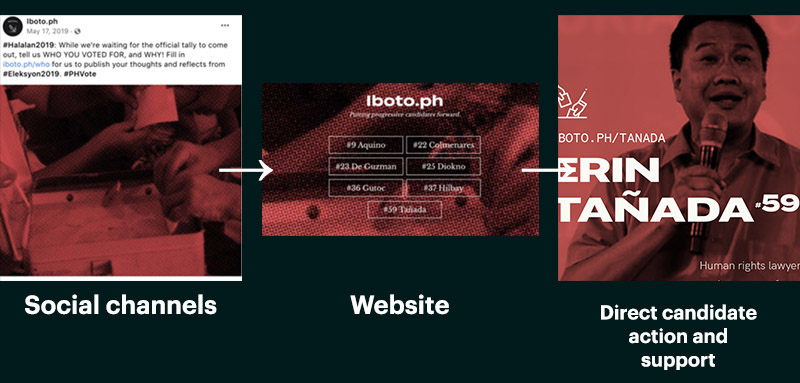 Iboto.ph
May 17, 2019
#Halalan2019: While we're waiting for the official tally to come
out, tell us WHO YOU VOTED FOR, and WHY! Fill in
iboto.ph/who for us to publish your thoughts and reflects from
#Eleksyon2019. #PHVote
Iboto.ph
Putting progressive candidates forward.
#9 Aquino
#22 Colmenares
#23 De Guzman
#25 Diokno
#36 Gutoc
#37 Hilbay
#59 Tañada
BOTO.PH/TANADA
ERIN
TAÑADA #59
Human rights lawyer
Social channels
Website
Direct candidate
action and
support